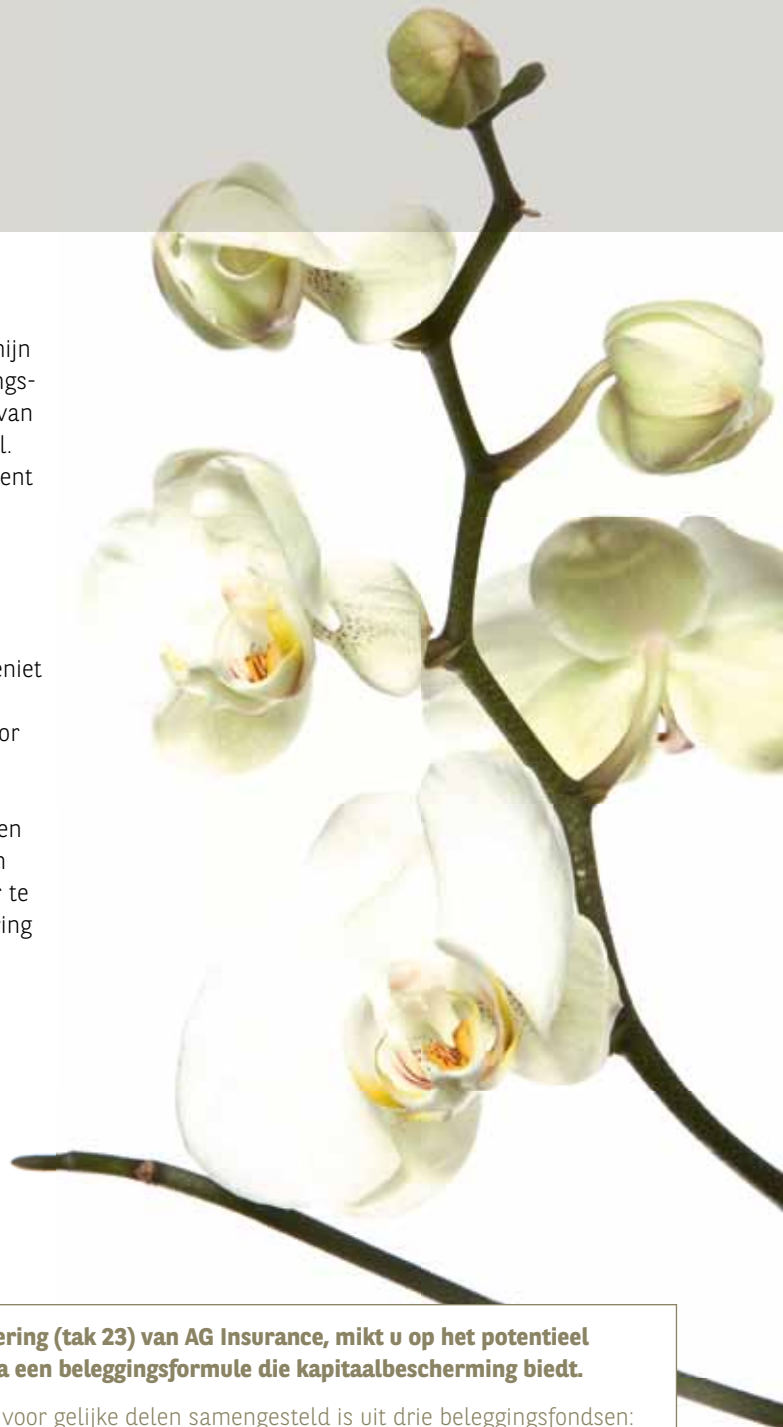 ngs-
van
l.
ent
eniet
or
en
te
ing
ering (tak 23) van AG Insurance, mikt u op het potentieel
a een beleggingsformule die kapitaalbescherming biedt.
voor gelijke delen samengesteld is uit drie beleggingsfondsen: